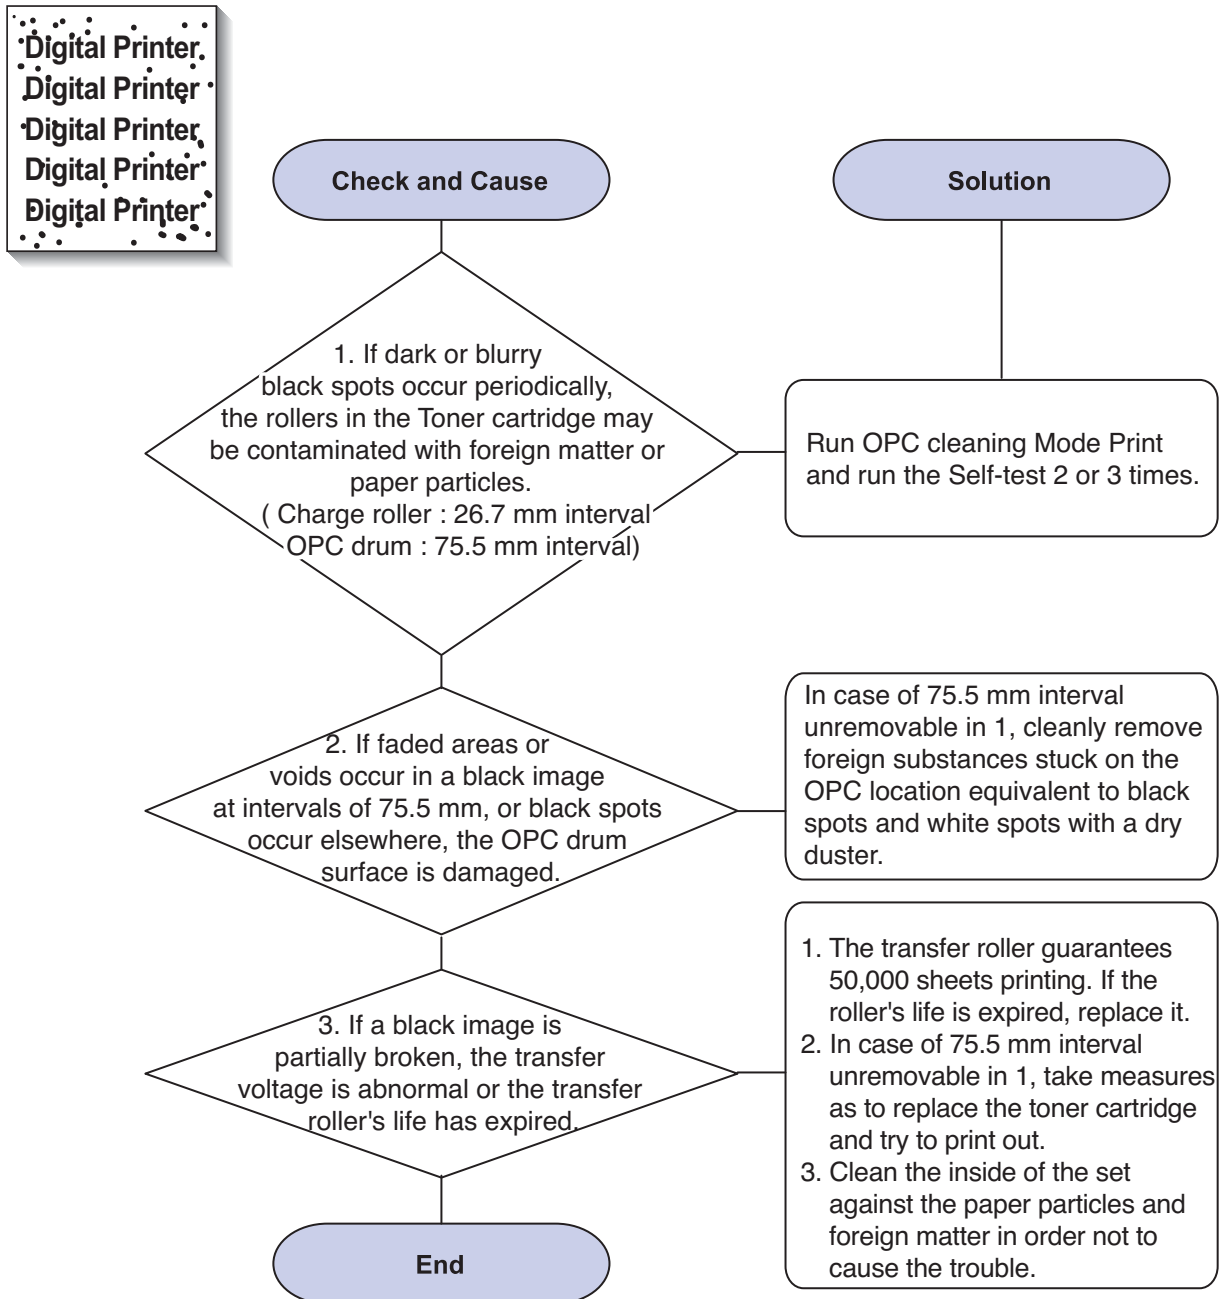 Digital Printer
Digital Printer
Digital Printer
Digital Printer
Digital Printer
Check and Cause
Solution
1. If dark or blurry
black spots occur periodically,
the rollers in the Toner cartridge may
be contaminated with foreign matter or
paper particles.
( Charge roller : 26.7 mm interval
OPC drum : 75.5 mm interval)
Run OPC cleaning Mode Print
and run the Self-test 2 or 3 times.
2. If faded areas or
voids occur in a black image
at intervals of 75.5 mm, or black spots
occur elsewhere, the OPC drum
surface is damaged.
In case of 75.5 mm interval
unremovable in 1, cleanly remove
foreign substances stuck on the
OPC location equivalent to black
spots and white spots with a dry
duster.
3. If a black image is
partially broken, the transfer
voltage is abnormal or the transfer
roller's life has expired.
1. The transfer roller guarantees
50,000 sheets printing. If the
roller's life is expired, replace it.
2. In case of 75.5 mm interval
unremovable in 1, take measures
as to replace the toner cartridge
and try to print out.
3. Clean the inside of the set
against the paper particles and
foreign matter in order not to
cause the trouble.
End